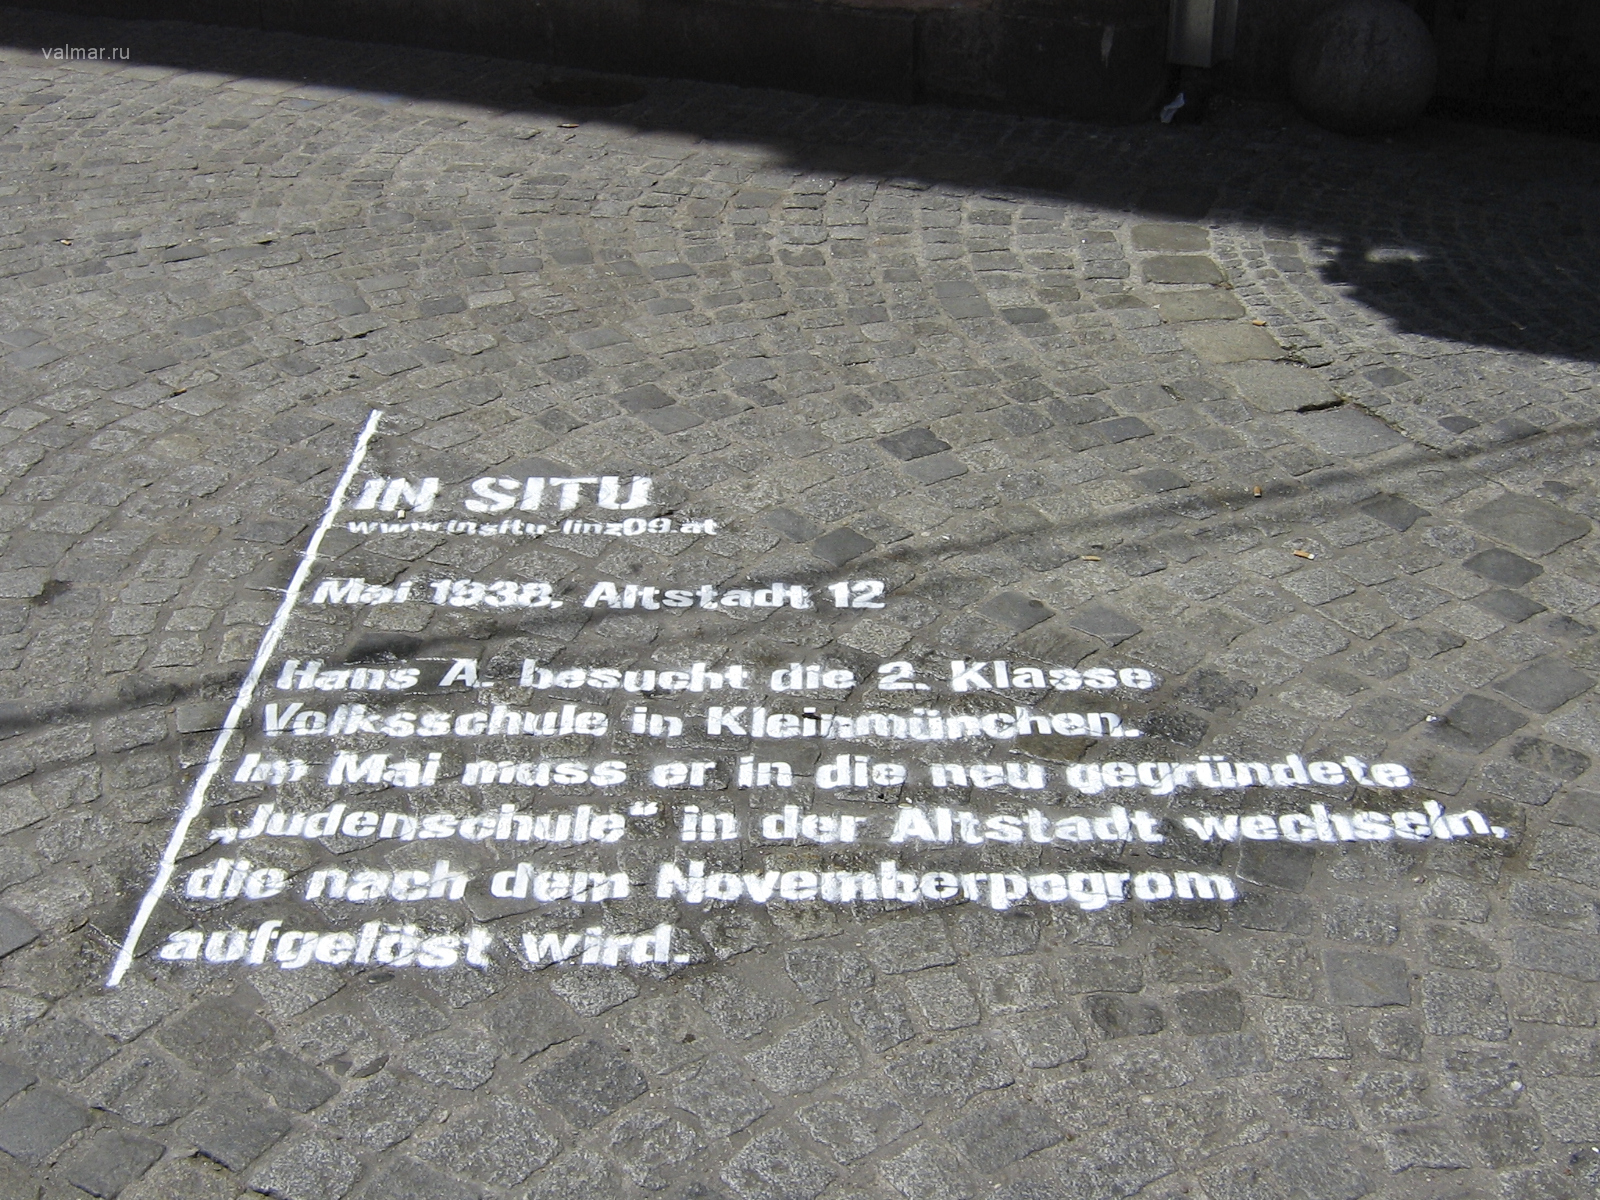 valmar.ru
IN SITU
www.insitu-linz09.at
Mai 1938, Altstadt 12
Hans A. besucht die 2. Klasse
Volksschule in Kleinmünchen.
Im Mai muss er in die neu gegründete
„Judenschule“ in der Altstadt wechseln,
die nach dem Novemberpogrom
aufgelöst wird.